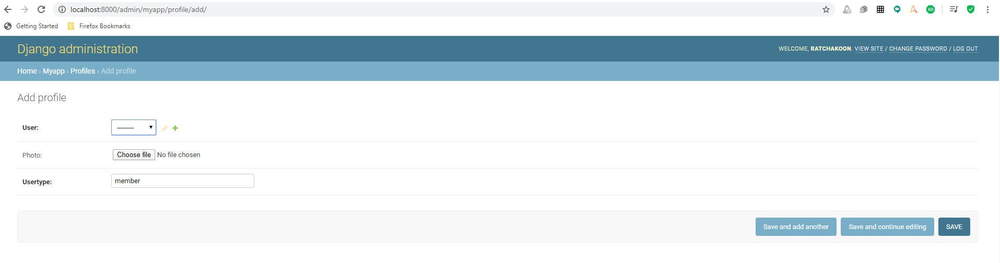 localhost:8000/admin/myapp/profile/add/
AD
Getting Started Firefox Bookmarks
Django administration
WELCOME, RATCHAKOON. VIEW SITE / CHANGE PASSWORD / LOG OUT
Home › Myapp › Profiles › Add profile
Add profile
User: ---------
Photo: Choose file No file chosen
Usertype: member
Save and add another Save and continue editing SAVE